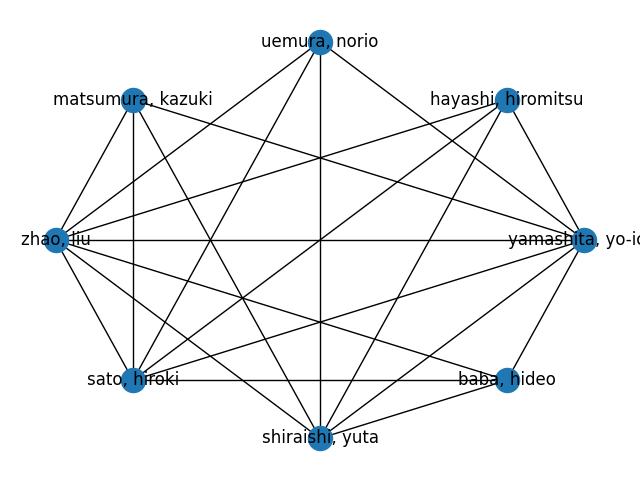 uemura, norio
matsumura, kazuki
hayashi, hiromitsu
zhao, liu
yamashita, yo-ic
sato, hiroki
baba, hideo
shiraishi, yuta